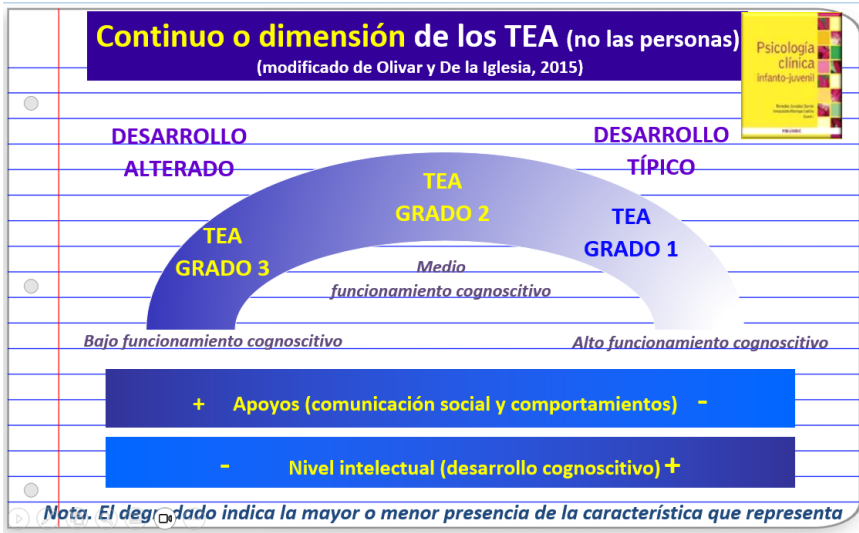 Continuo o dimensión de los TEA (no las personas)
(modificado de Olivar y De la Iglesia, 2015)
Psicología
clínica
infanto-juvenil
DESARROLLO
ALTERADO
DESARROLLO
TÍPICO
TEA
GRADO 2
TEA
GRADO 1
TEA
GRADO 3
Medio
funcionamiento cognoscitivo
Bajo funcionamiento cognoscitivo
Alto funcionamiento cognoscitivo
+ Apoyos (comunicación social y comportamientos) -
- Nivel intelectual (desarrollo cognoscitivo) +
Nota. El degradado indica la mayor o menor presencia de la característica que representa